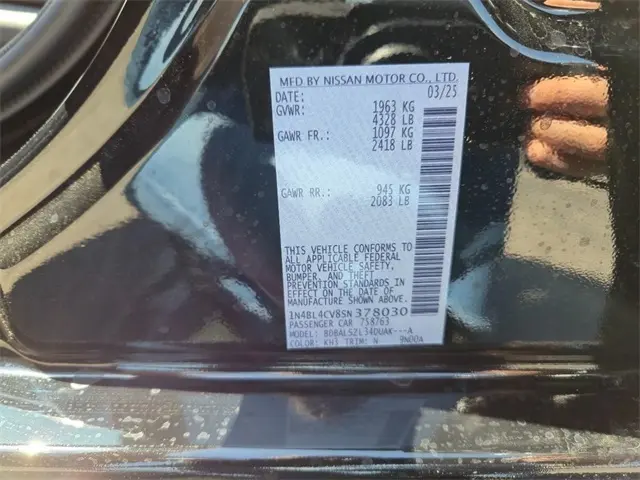 MFD BY NISSAN MOTOR CO., LTD.
DATE: 03/25
GVWR: 1963 KG
4328 LB
GAWR FR.: 1097 KG
2418 LB
GAWR RR.: 945 KG
2083 LB
THIS VEHICLE CONFORMS TO
ALL APPLICABLE FEDERAL
MOTOR VEHICLE SAFETY,
BUMPER, AND THEFT
PREVENTION STANDARDS
IN EFFECT ON THE DATE OF
MANUFACTURE SHOWN ABOVE.
1N4BL4CV8SN378030
PASSENGER CAR 758763
MODEL: BDBALSZL34DUAK---A
COLOR: KH3 TRIM: N 9N00A